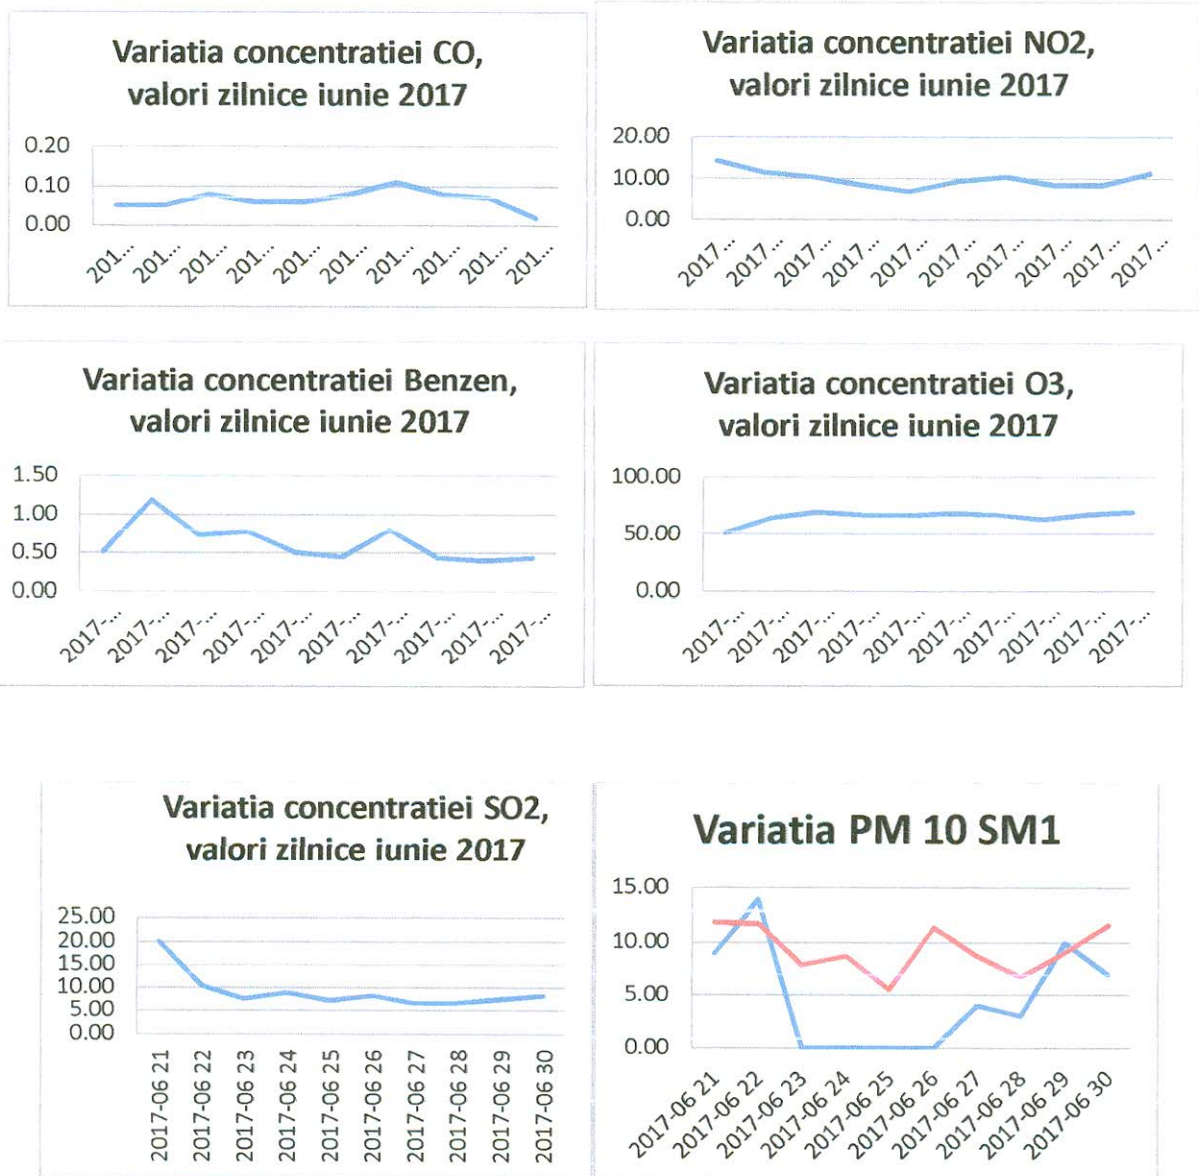 Variatia concentratiei CO,
valori zilnice iunie 2017
0.20
0.10
0.00
201... 201... 201... 201... 201... 201... 201... 201... 201... 201...
Variatia concentratiei NO2,
valori zilnice iunie 2017
20.00
10.00
0.00
2017... 2017... 2017... 2017... 2017... 2017... 2017... 2017... 2017... 2017...
Variatia concentratiei Benzen,
valori zilnice iunie 2017
1.50
1.00
0.50
0.00
2017-... 2017-... 2017-... 2017-... 2017-... 2017-... 2017-... 2017-... 2017-... 2017-...
Variatia concentratiei O3,
valori zilnice iunie 2017
100.00
50.00
0.00
2017-... 2017-... 2017-... 2017-... 2017-... 2017-... 2017-... 2017-... 2017-... 2017-...
Variatia concentratiei SO2,
valori zilnice iunie 2017
25.00
20.00
15.00
10.00
5.00
0.00
2017-06 21
2017-06 22
2017-06 23
2017-06 24
2017-06 25
2017-06 26
2017-06 27
2017-06 28
2017-06 29
2017-06 30
Variatia PM 10 SM1
15.00
10.00
5.00
0.00
2017-06 21
2017-06 22
2017-06 23
2017-06 24
2017-06 25
2017-06 26
2017-06 27
2017-06 28
2017-06 29
2017-06 30